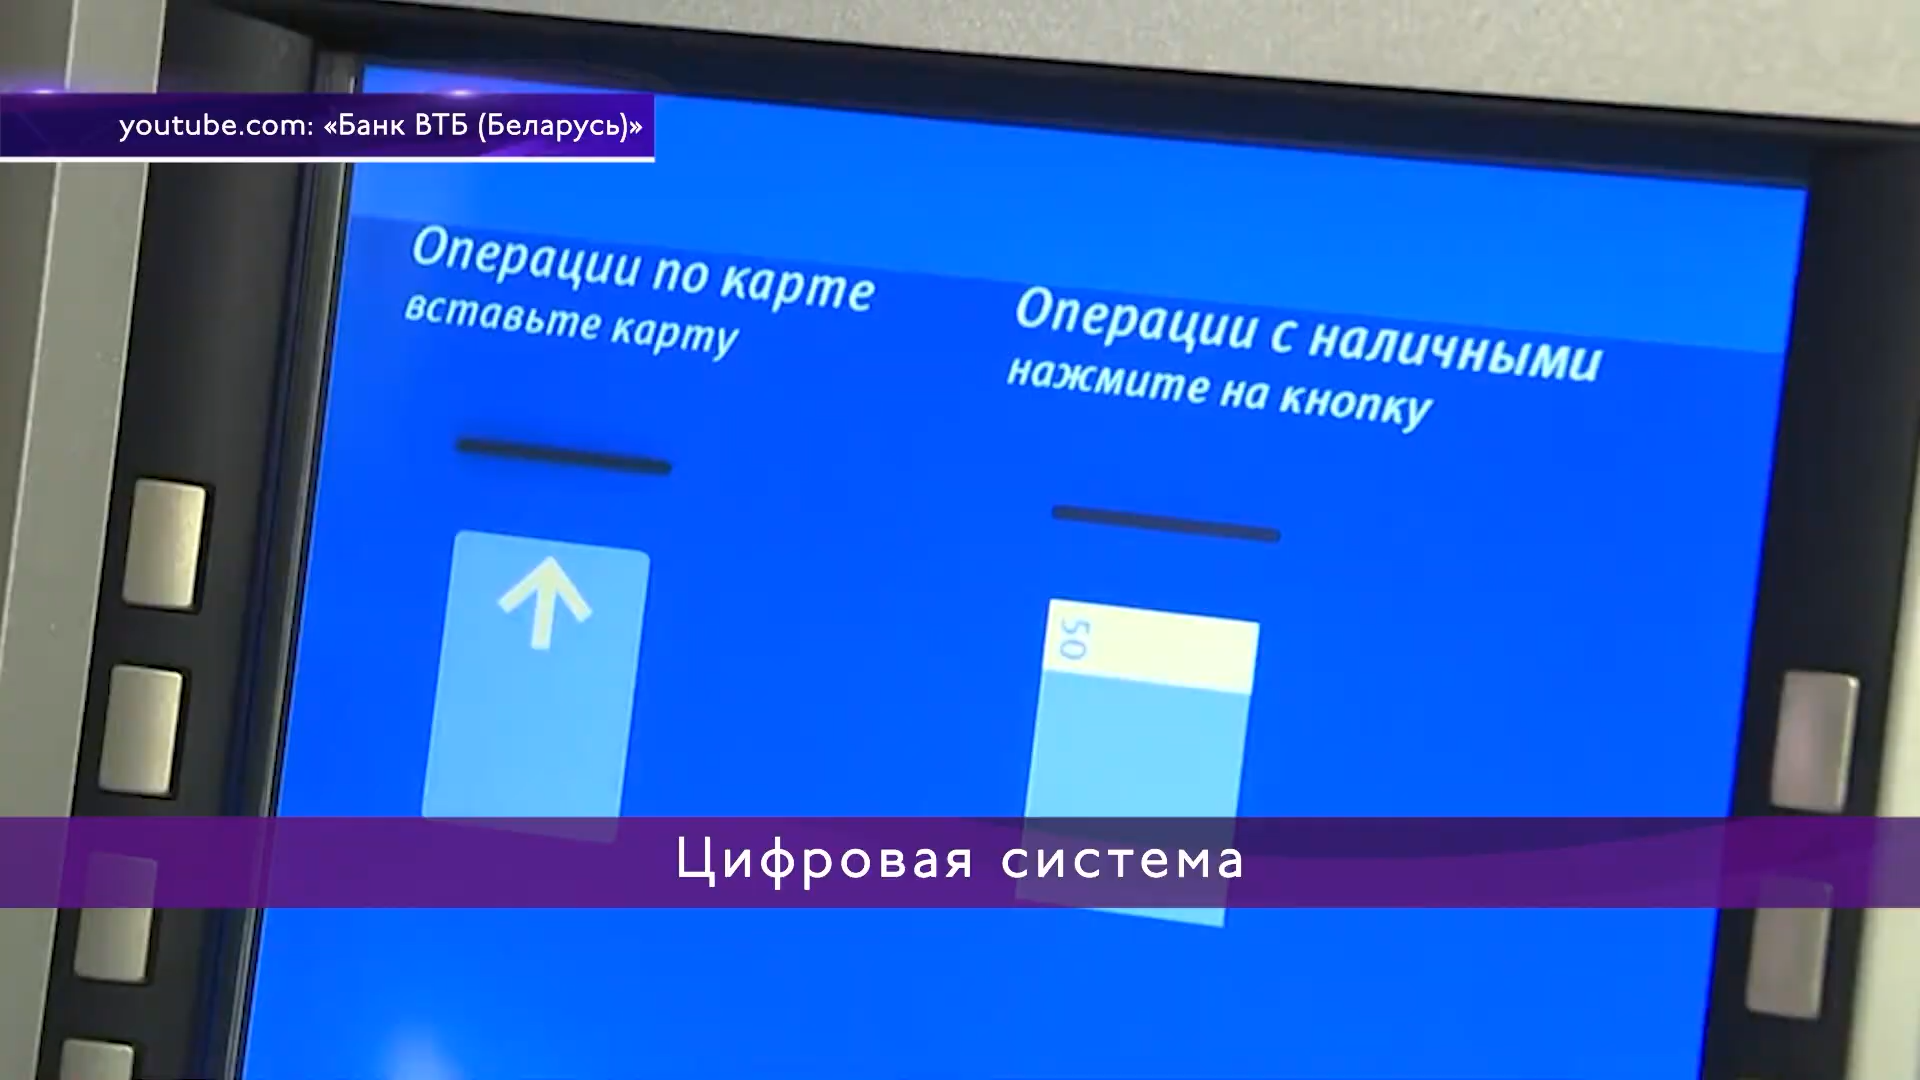 youtube.com: «Банк ВТБ (Беларусь)»
Операции по карте
вставьте карту
Операции с наличными
нажмите на кнопку
50
Цифровая система